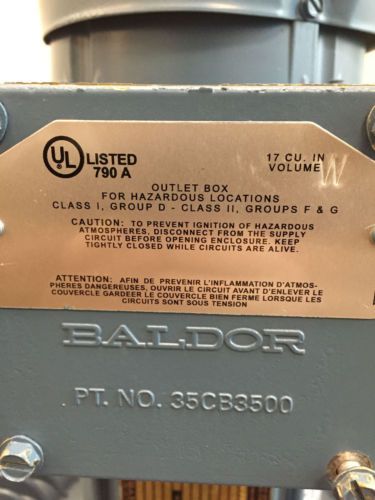 UL LISTED
790 A
17 CU. IN
VOLUME
W
OUTLET BOX
FOR HAZARDOUS LOCATIONS
CLASS I, GROUP D - CLASS II, GROUPS F & G
CAUTION: TO PREVENT IGNITION OF HAZARDOUS
ATMOSPHERES, DISCONNECT FROM THE SUPPLY
CIRCUIT BEFORE OPENING ENCLOSURE. KEEP
TIGHTLY CLOSED WHILE CIRCUITS ARE ALIVE.
ATTENTION: AFIN DE PREVENIR L'INFLAMMATION D'ATMOS-
PHERES DANGEREUSES, OUVRIR LE CIRCUIT AVANT D'ENLEVER LE
COUVERCLE GARDEER LE COUVERCLE BIEN FERME LORSQUE LES
CIRCUITS SONT SOUS TENSION
BALDOR
PT. NO. 35CB3500